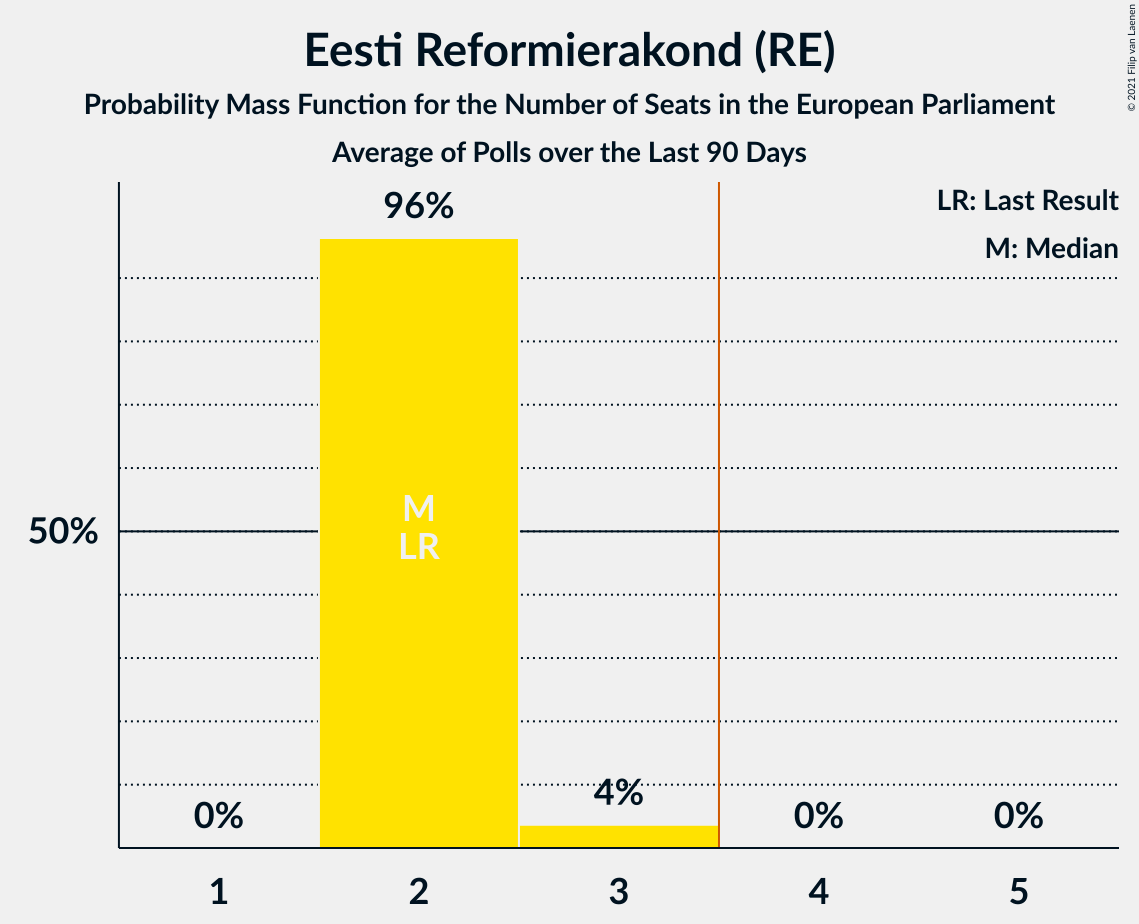 Eesti Reformierakond (RE)
Probability Mass Function for the Number of Seats in the European Parliament
Average of Polls over the Last 90 Days
© 2021 Filip van Laenen
LR: Last Result
M: Median
96%
M
LR
50%
4%
0%
0%
0%
1
2
3
4
5